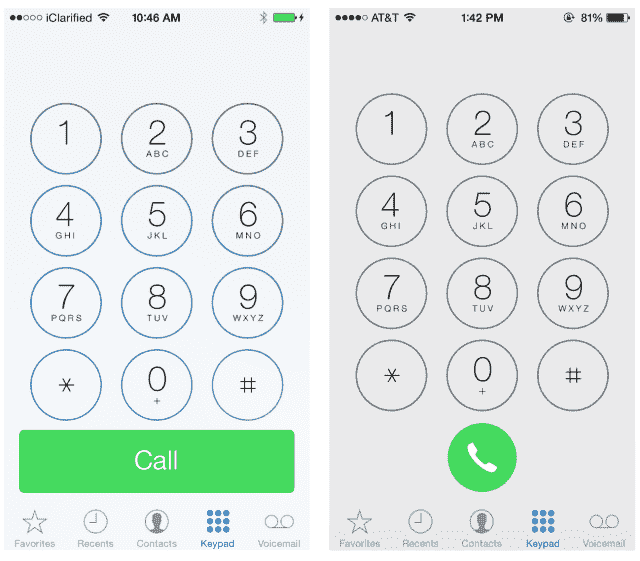 iClarified 10:46 AM
1 2 3
ABC DEF
4 5 6
GHI JKL MNO
7 8 9
PQRS TUV WXYZ
* 0 #
+
Call
Favorites Recents Contacts Keypad Voicemail
AT&T 1:42 PM 81%
1 2 3
ABC DEF
4 5 6
GHI JKL MNO
7 8 9
PQRS TUV WXYZ
* 0 #
+
Favorites Recents Contacts Keypad Voicemail